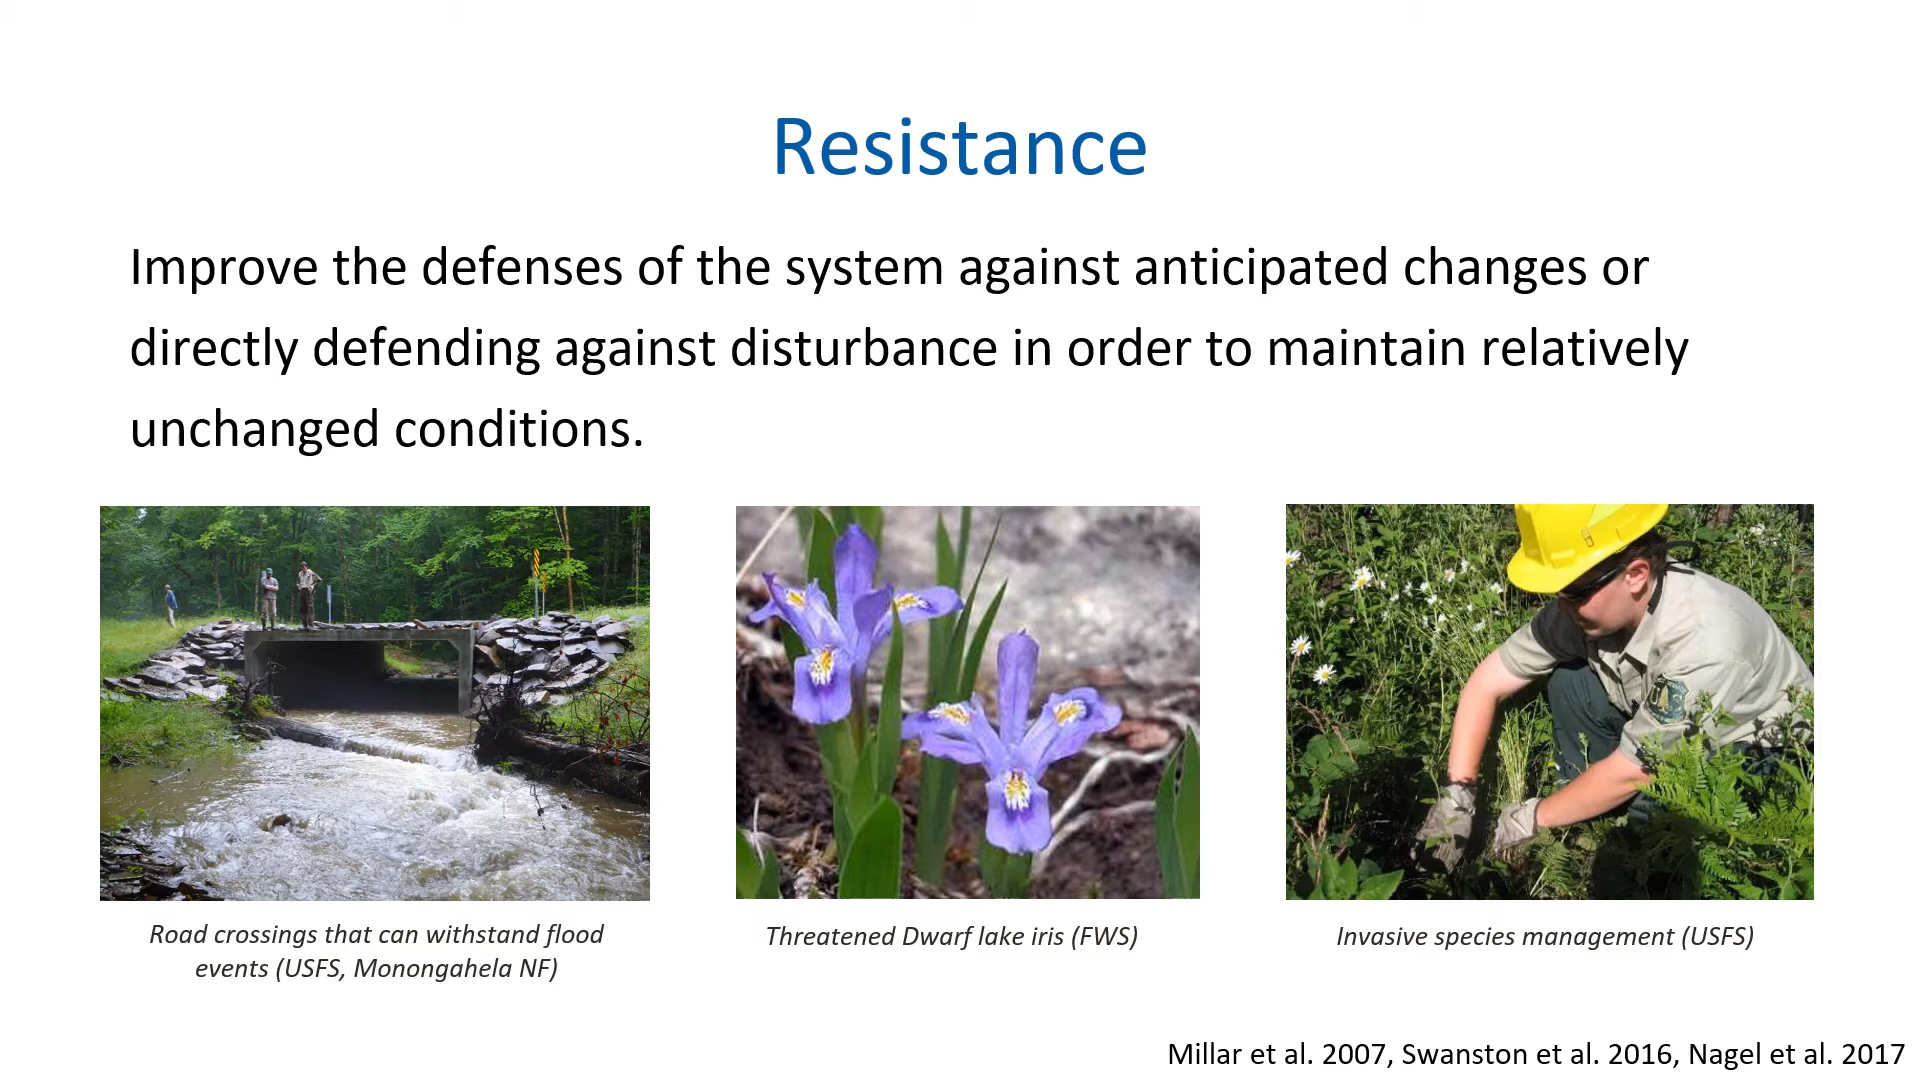 Resistance
Improve the defenses of the system against anticipated changes or
directly defending against disturbance in order to maintain relatively
unchanged conditions.
Road crossings that can withstand flood
events (USFS, Monongahela NF)
Threatened Dwarf lake iris (FWS)
Invasive species management (USFS)
Millar et al. 2007, Swanston et al. 2016, Nagel et al. 2017